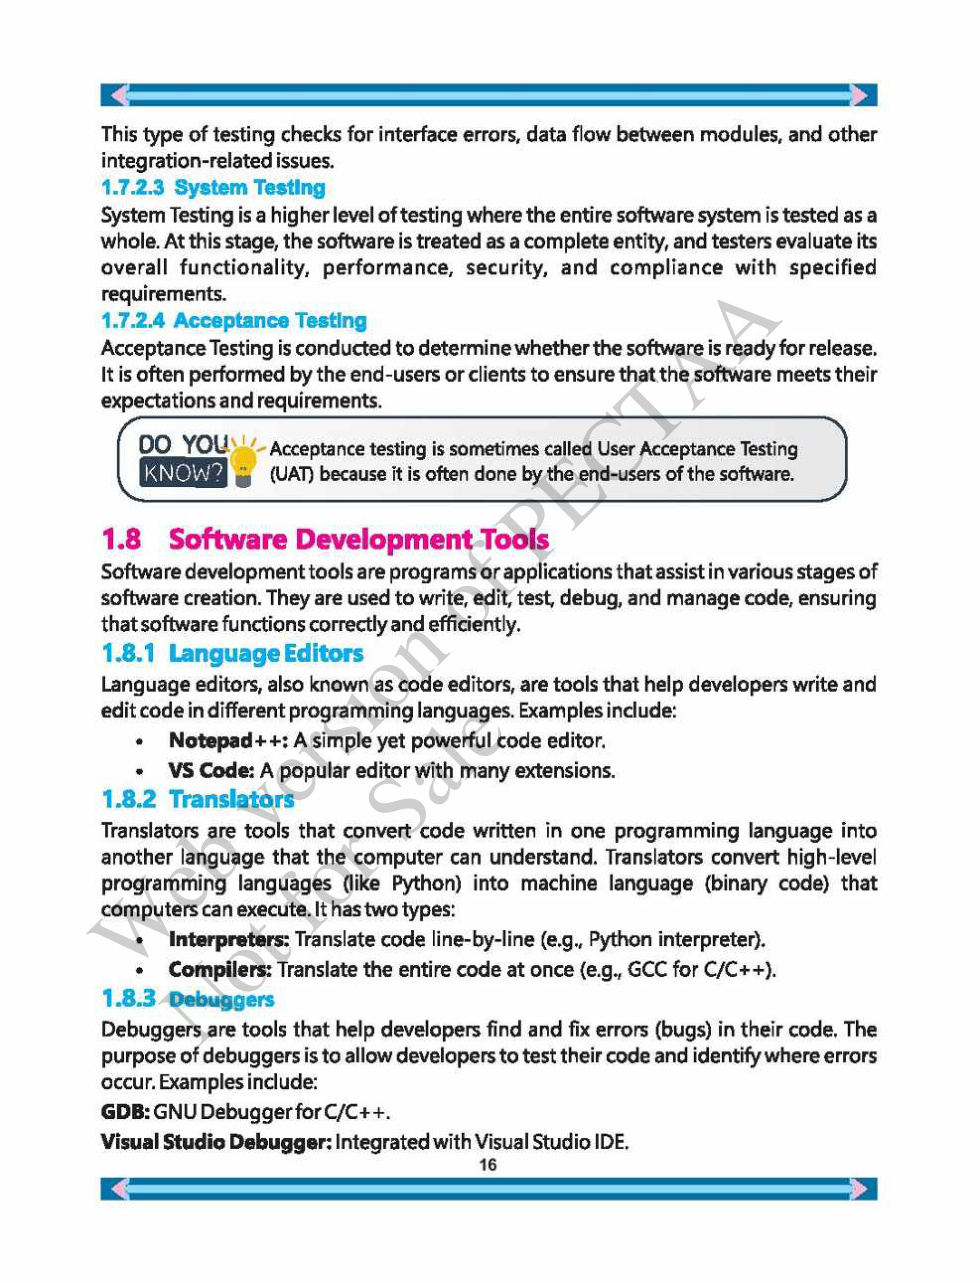 This type of testing checks for interface errors, data flow between modules, and other
integration-related issues.
1.7.2.3 System Testing
System Testing is a higher level of testing where the entire software system is tested as a
whole. At this stage, the software is treated as a complete entity, and testers evaluate its
overall functionality, performance, security, and compliance with specified
requirements.
1.7.2.4 Acceptance Testing
Acceptance Testing is conducted to determine whether the software is ready for release.
It is often performed by the end-users or clients to ensure that the software meets their
expectations and requirements.
DO YOU
KNOW?
Acceptance testing is sometimes called User Acceptance Testing
(UAT) because it is often done by the end-users of the software.
1.8 Software Development Tools
Software development tools are programs or applications that assist in various stages of
software creation. They are used to write, edit, test, debug, and manage code, ensuring
that software functions correctly and efficiently.
1.8.1 Language Editors
Language editors, also known as code editors, are tools that help developers write and
edit code in different programming languages. Examples include:
• Notepad++: A simple yet powerful code editor.
• VS Code: A popular editor with many extensions.
1.8.2 Translators
Translators are tools that convert code written in one programming language into
another language that the computer can understand. Translators convert high-level
programming languages (like Python) into machine language (binary code) that
computers can execute. It has two types:
• Interpreters: Translate code line-by-line (e.g., Python interpreter).
• Compilers: Translate the entire code at once (e.g., GCC for C/C++).
1.8.3 Debuggers
Debuggers are tools that help developers find and fix errors (bugs) in their code. The
purpose of debuggers is to allow developers to test their code and identify where errors
occur. Examples include:
GDB: GNU Debugger for C/C++.
Visual Studio Debugger: Integrated with Visual Studio IDE.
16
Web version of PECTAA
Not for Sale